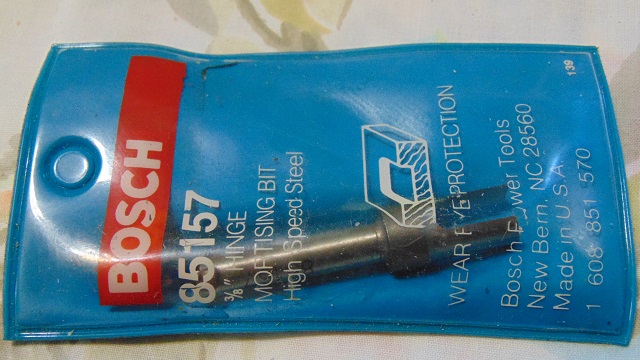 BOSCH
85157
3/8" HINGE
MORTISING BIT
High Speed Steel
WEAR EYE PROTECTION
Bosch Power Tools
New Bern, NC 28560
Made in U.S.A.
1 608 851 570
139